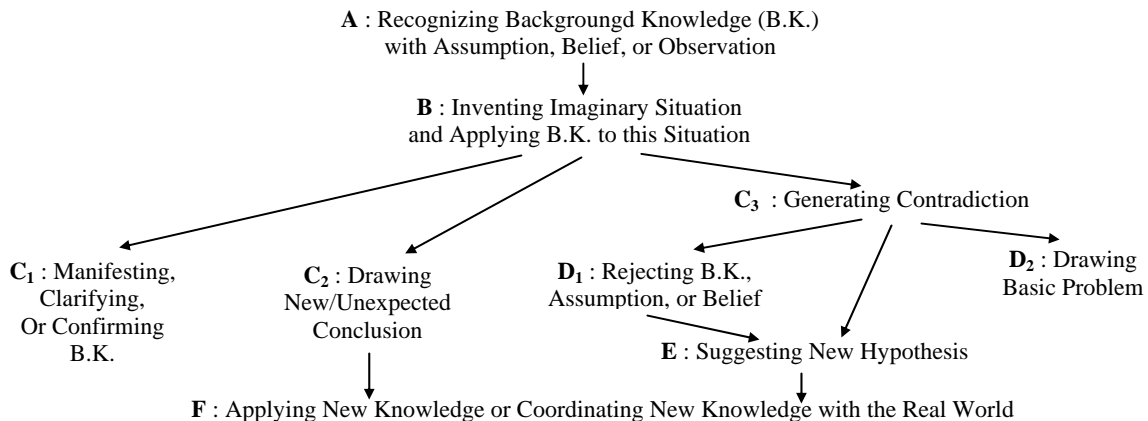 A : Recognizing Backgroungd Knowledge (B.K.)
with Assumption, Belief, or Observation
B : Inventing Imaginary Situation
and Applying B.K. to this Situation
C3 : Generating Contradiction
C1 : Manifesting,
Clarifying,
Or Confirming
B.K.
C2 : Drawing
New/Unexpected
Conclusion
D1 : Rejecting B.K.,
Assumption, or Belief
D2 : Drawing
Basic Problem
E : Suggesting New Hypothesis
F : Applying New Knowledge or Coordinating New Knowledge with the Real World